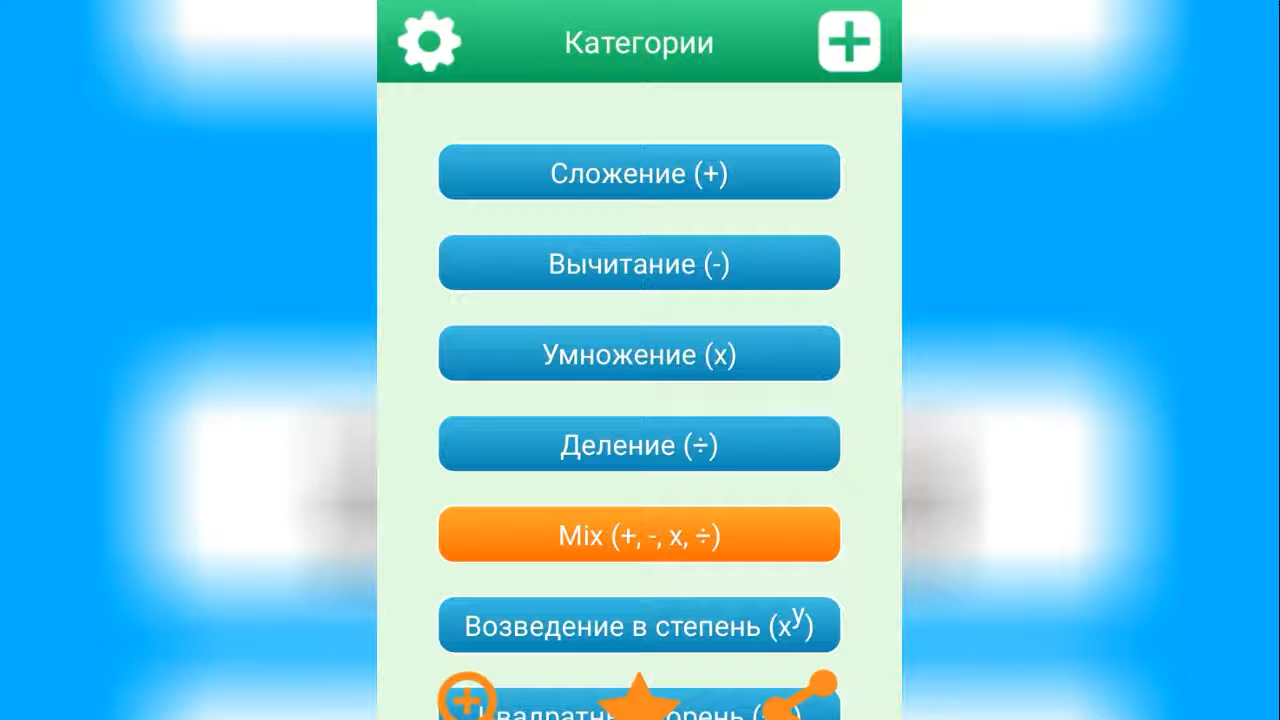 Категории
Сложение (+)
Вычитание (-)
Умножение (x)
Деление (÷)
Mix (+, -, x, ÷)
Возведение в степень (xʸ)